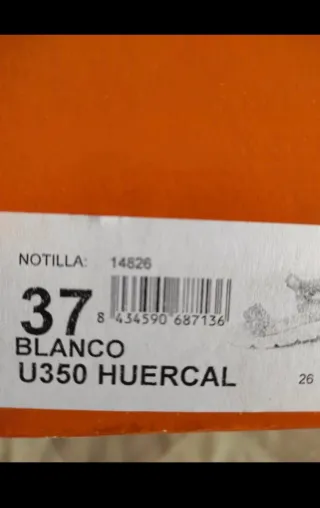 NOTILLA: 14826
37
8 434590 687136
BLANCO
U350 HUERCAL
26